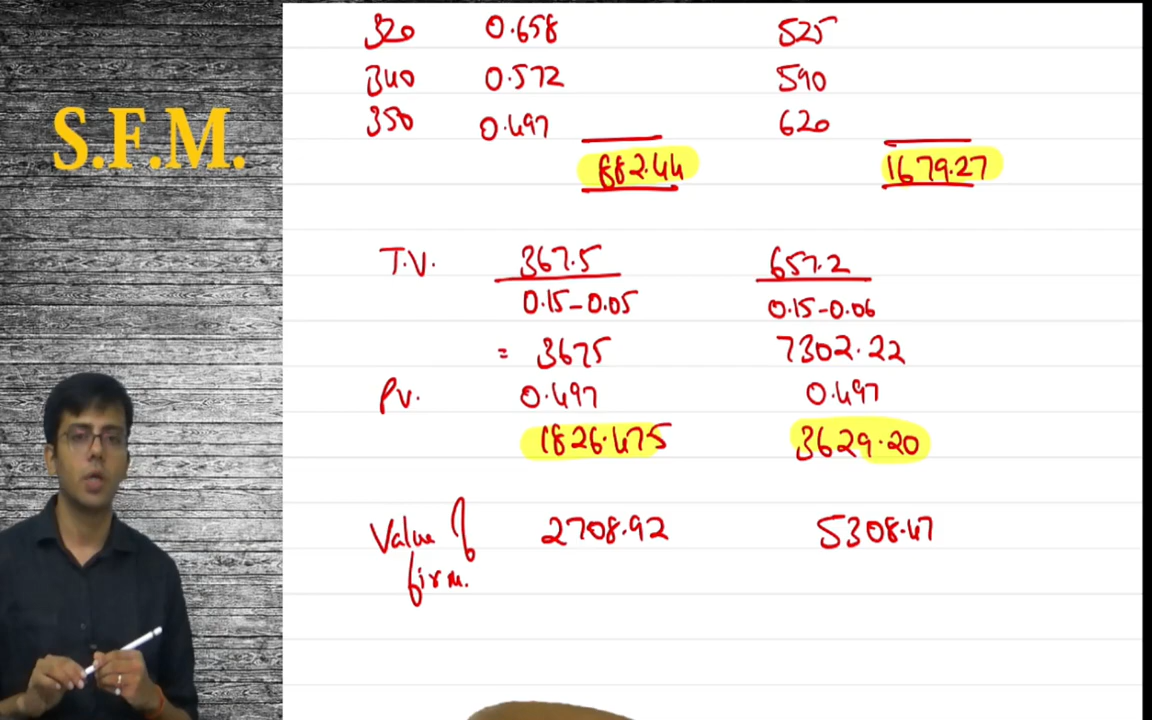 S.F.M.
320 0.658 525
340 0.572 590
350 0.497 620
882.44 1679.27
T.V. 367.5 657.2
0.15-0.05 0.15-0.06
= 3675 7302.22
PV. 0.497 0.497
1826.475 3629.20
Value of 2708.92 5308.47
firm.